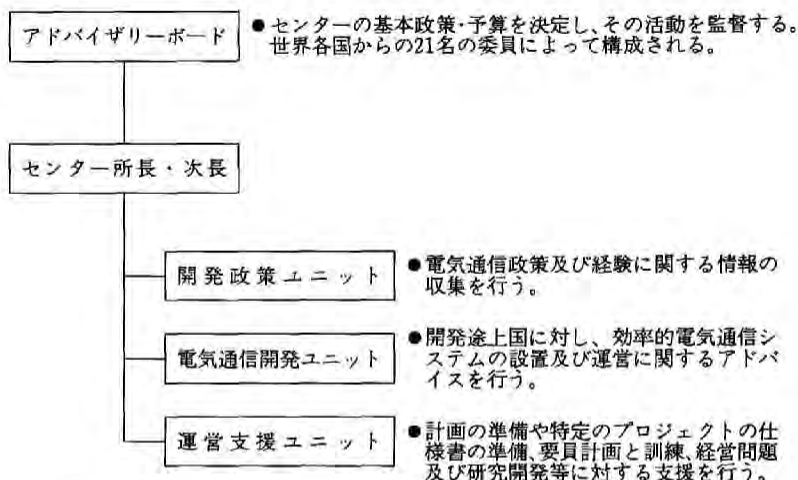 アドバイザリーボード
●センターの基本政策・予算を決定し、その活動を監督する。
世界各国からの21名の委員によって構成される。
センター所長・次長
開発政策ユニット
●電気通信政策及び経験に関する情報の
収集を行う。
電気通信開発ユニット
●開発途上国に対し、効率的電気通信シ
ステムの設置及び運営に関するアドバ
イスを行う。
運営支援ユニット
●計画の準備や特定のプロジェクトの仕
様書の準備、要員計画と訓練、経営問題
及び研究開発等に対する支援を行う。